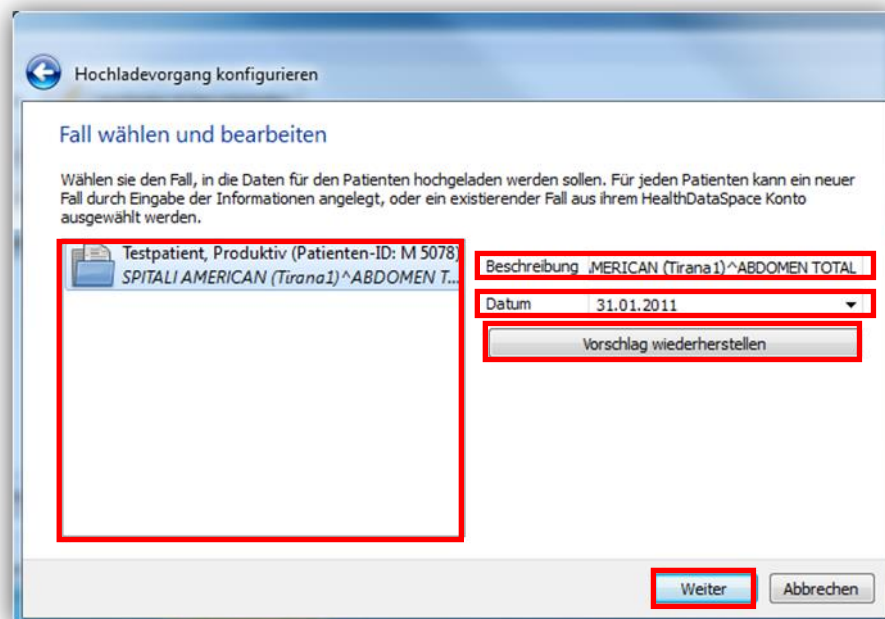 Hochladevorgang konfigurieren
Fall wählen und bearbeiten
Wählen sie den Fall, in die Daten für den Patienten hochgeladen werden sollen. Für jeden Patienten kann ein neuer
Fall durch Eingabe der Informationen angelegt, oder ein existierender Fall aus ihrem HealthDataSpace Konto
ausgewählt werden.
Testpatient, Produktiv (Patienten-ID: M 5078)
SPITALI AMERICAN (Tirana1)^ABDOMEN T...
Beschreibung .MERICAN (Tirana1)^ABDOMEN TOTAL
Datum 31.01.2011
Vorschlag wiederherstellen
Weiter Abbrechen